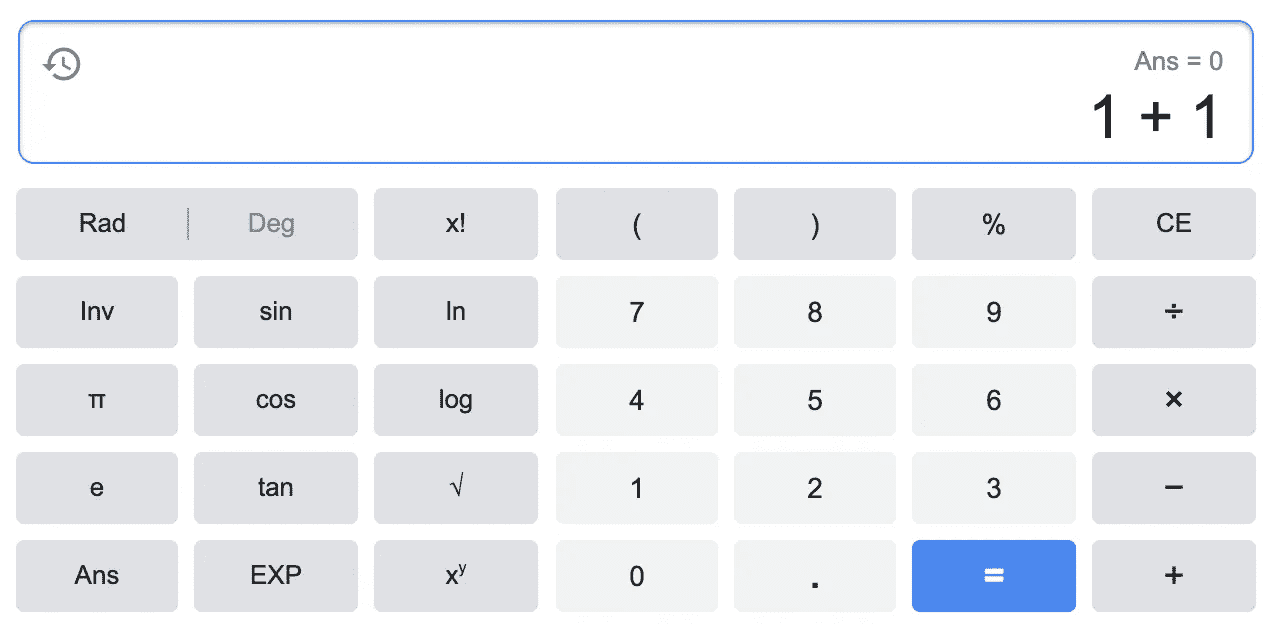 Ans = 0
1 + 1
Rad | Deg x! ( ) % CE
Inv sin ln 7 8 9 ÷
π cos log 4 5 6 ×
e tan √ 1 2 3 −
Ans EXP xʸ 0 . = +